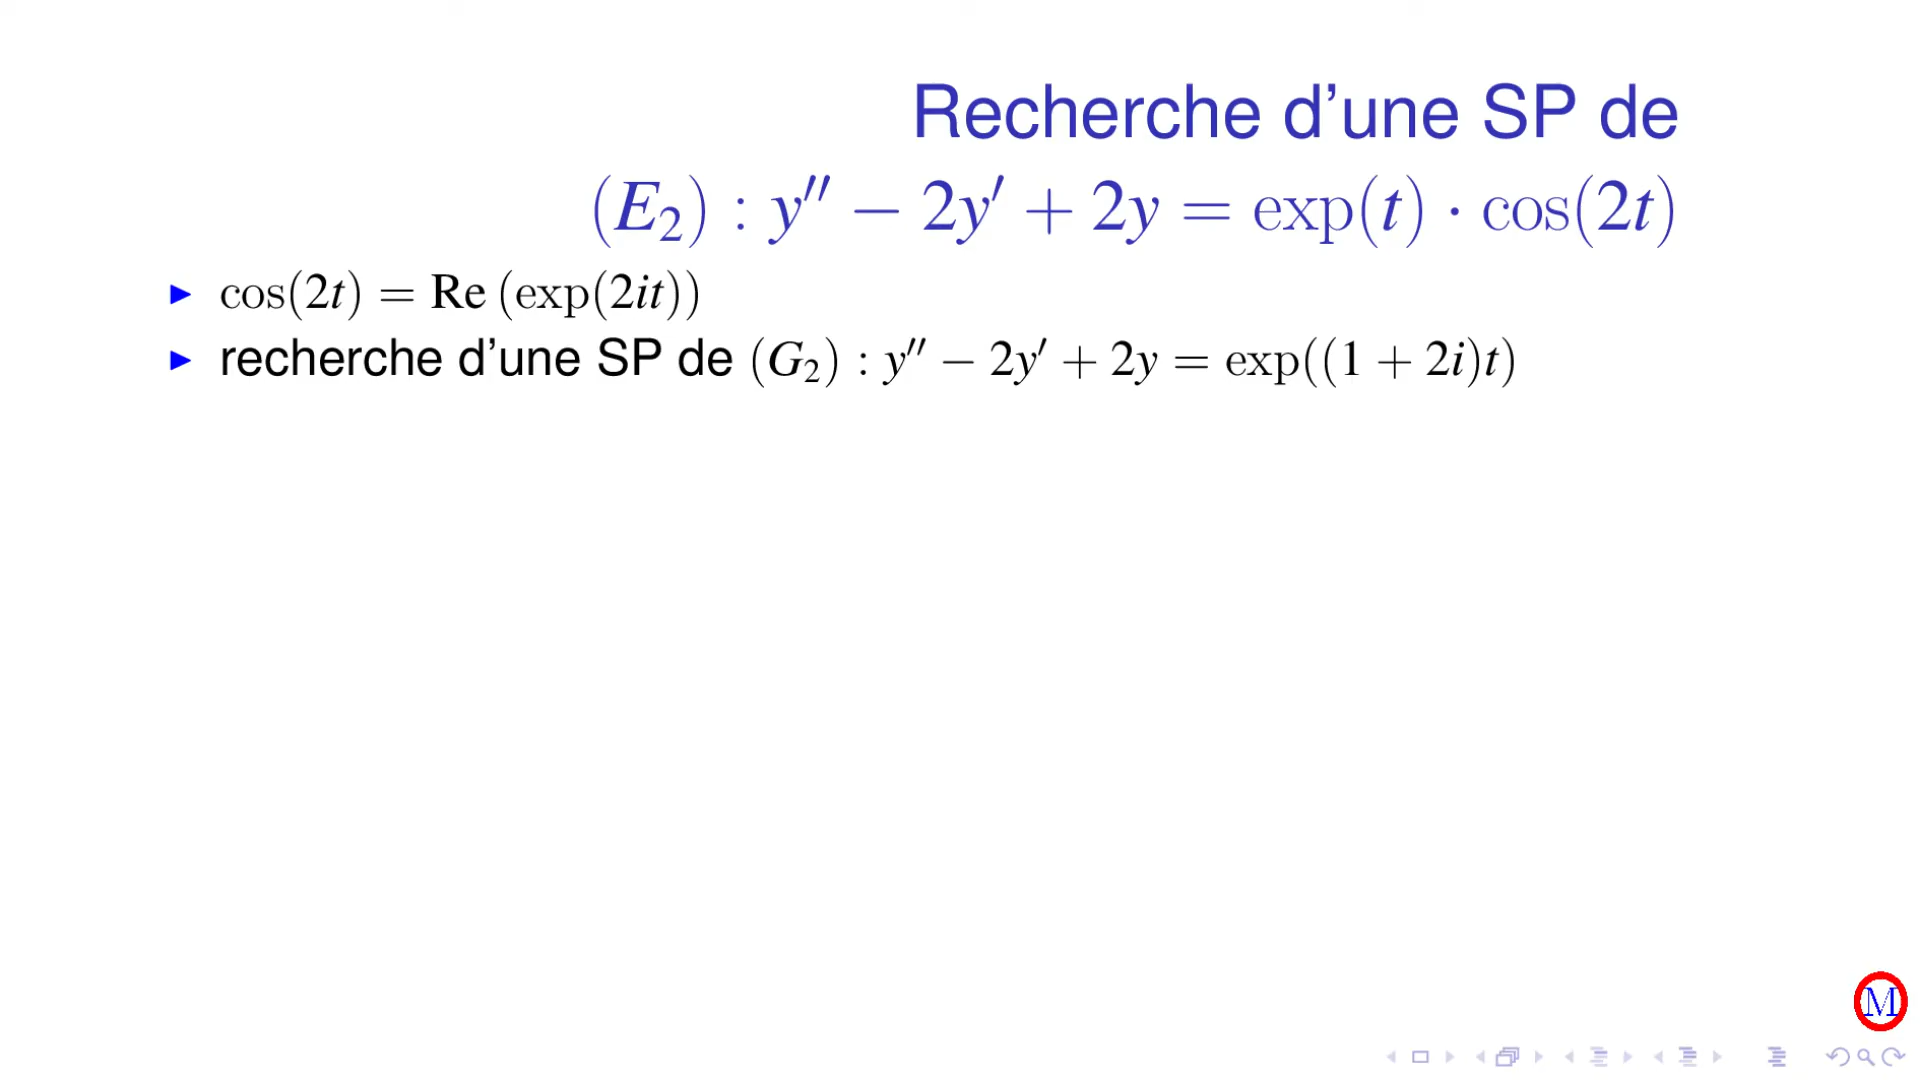 Recherche d'une SP de
(E₂) : y″ − 2y′ + 2y = exp(t) · cos(2t)
▶ cos(2t) = Re (exp(2it))
▶ recherche d'une SP de (G₂) : y″ − 2y′ + 2y = exp((1 + 2i)t)
M